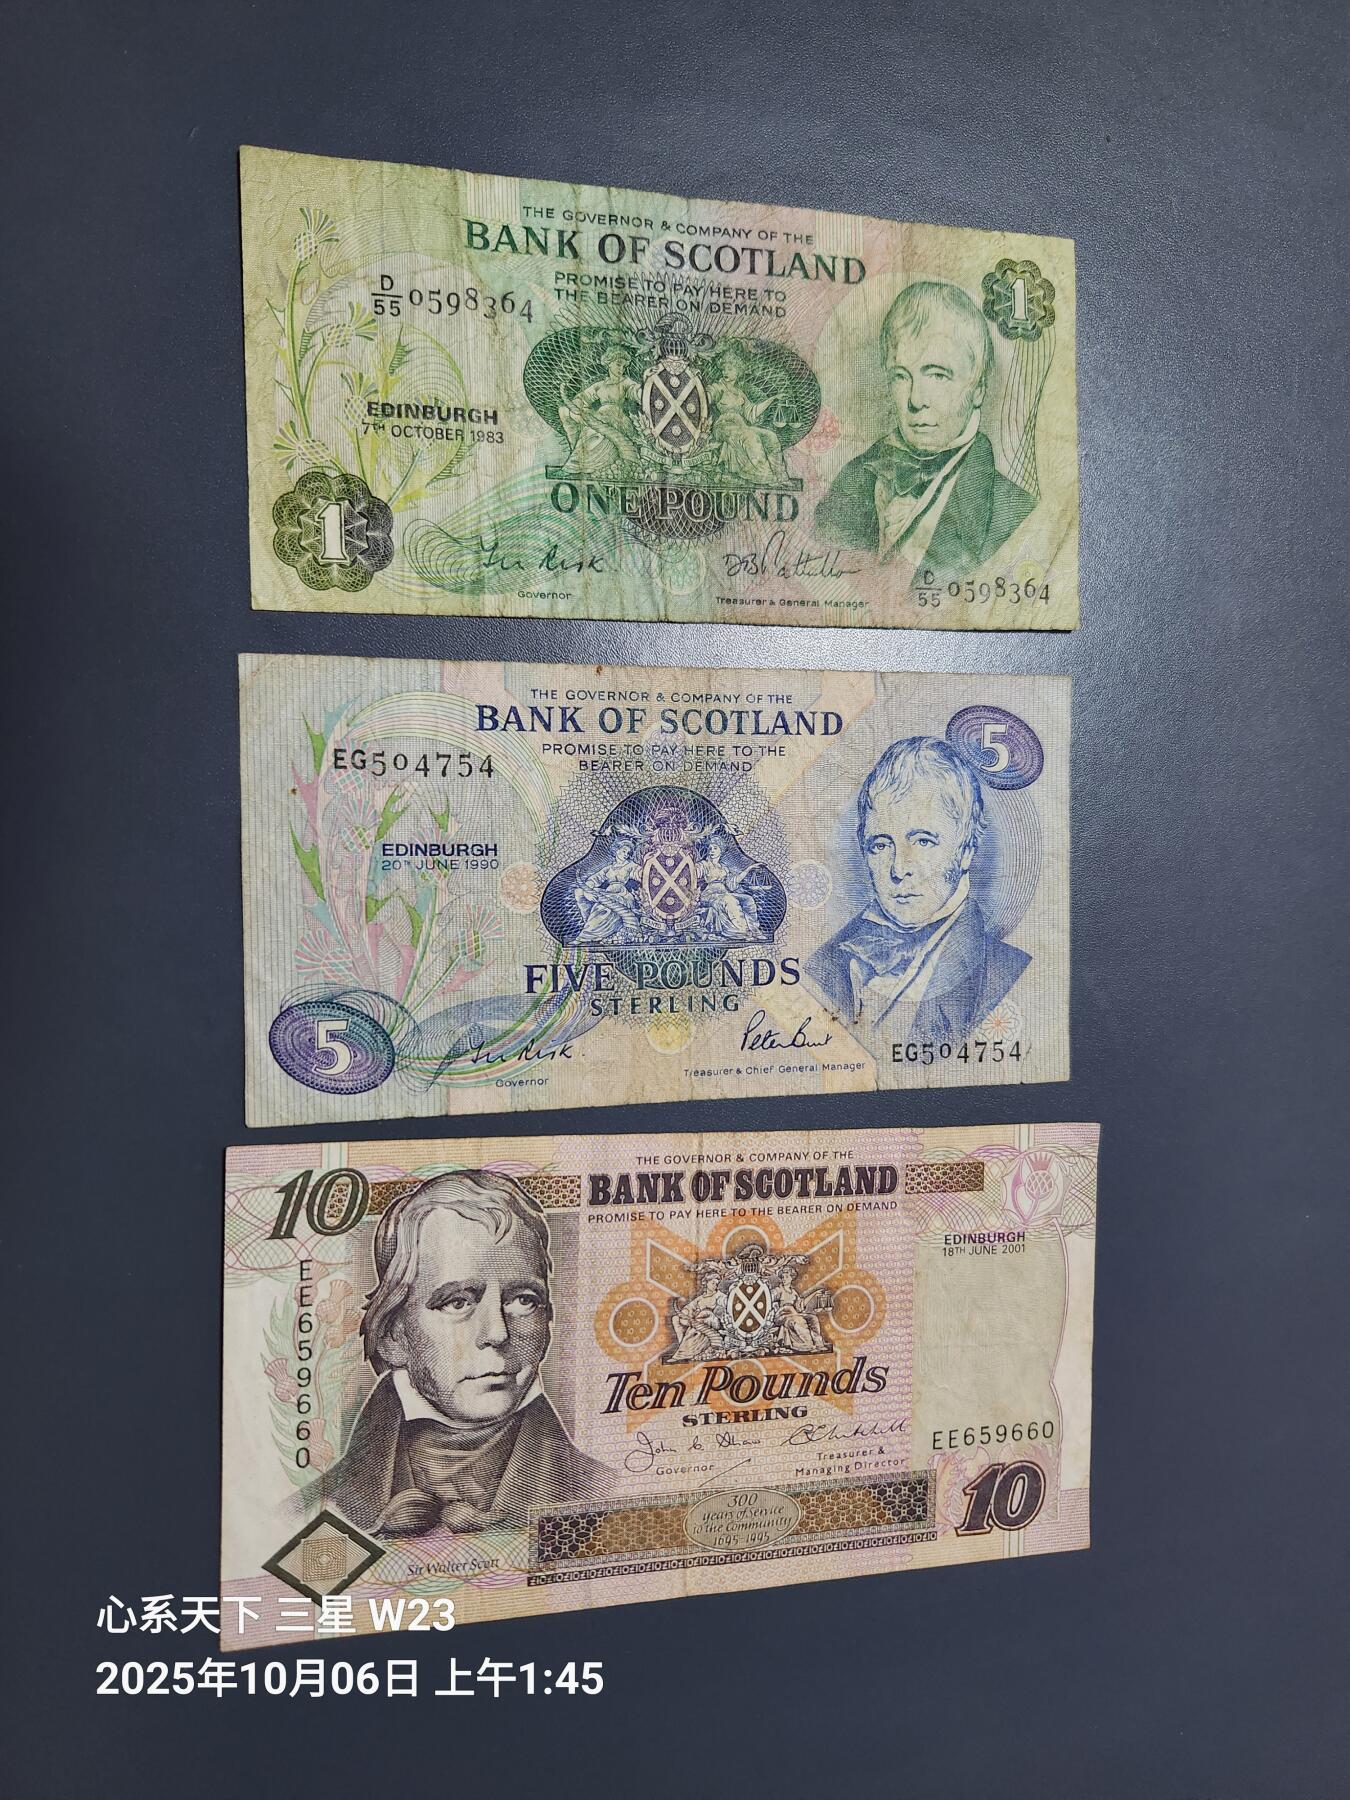 THE GOVERNOR & COMPANY OF THE
BANK OF SCOTLAND
PROMISE TO PAY HERE TO
THE BEARER ON DEMAND
1
D/55 0598364
EDINBURGH
7TH OCTOBER 1983
ONE POUND
1
Governor
Treasurer & General Manager
D/55 0598364
THE GOVERNOR & COMPANY OF THE
BANK OF SCOTLAND
PROMISE TO PAY HERE TO THE
BEARER ON DEMAND
5
EG504754
EDINBURGH
20TH JUNE 1990
FIVE POUNDS
STERLING
5
Peter Burt
Governor
Treasurer & Chief General Manager
EG504754
10
THE GOVERNOR & COMPANY OF THE
BANK OF SCOTLAND
PROMISE TO PAY HERE TO THE BEARER ON DEMAND
EDINBURGH
18TH JUNE 2001
EE659660
Ten Pounds
STERLING
John C Shaw
Governor
Treasurer &
Managing Director
EE659660
10
300
years of Service
to the Community
1695-1995
Sir Walter Scott
心系天下 三星 W23
2025年10月06日 上午1:45